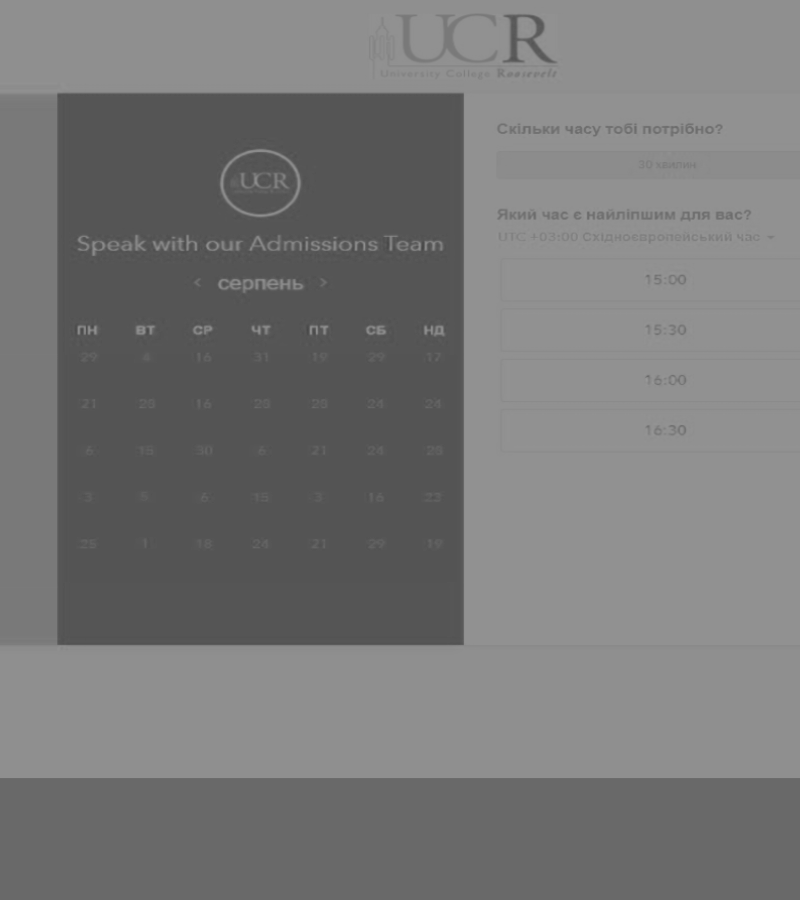 UCR
University College Roosevelt
UCR
Speak with our Admissions Team
< серпень >
ПН ВТ СР ЧТ ПТ СБ НД
29 4 16 31 19 29 17
21 28 16 28 28 24 24
6 15 30 6 21 24 28
3 6 15 3 16 22
25 1 18 24 21 29 19
Скільки часу тобі потрібно?
30 хвилин
Який час є найліпшим для вас?
UTC +03:00 Східноєвропейський час
15:00
15:30
16:00
16:30